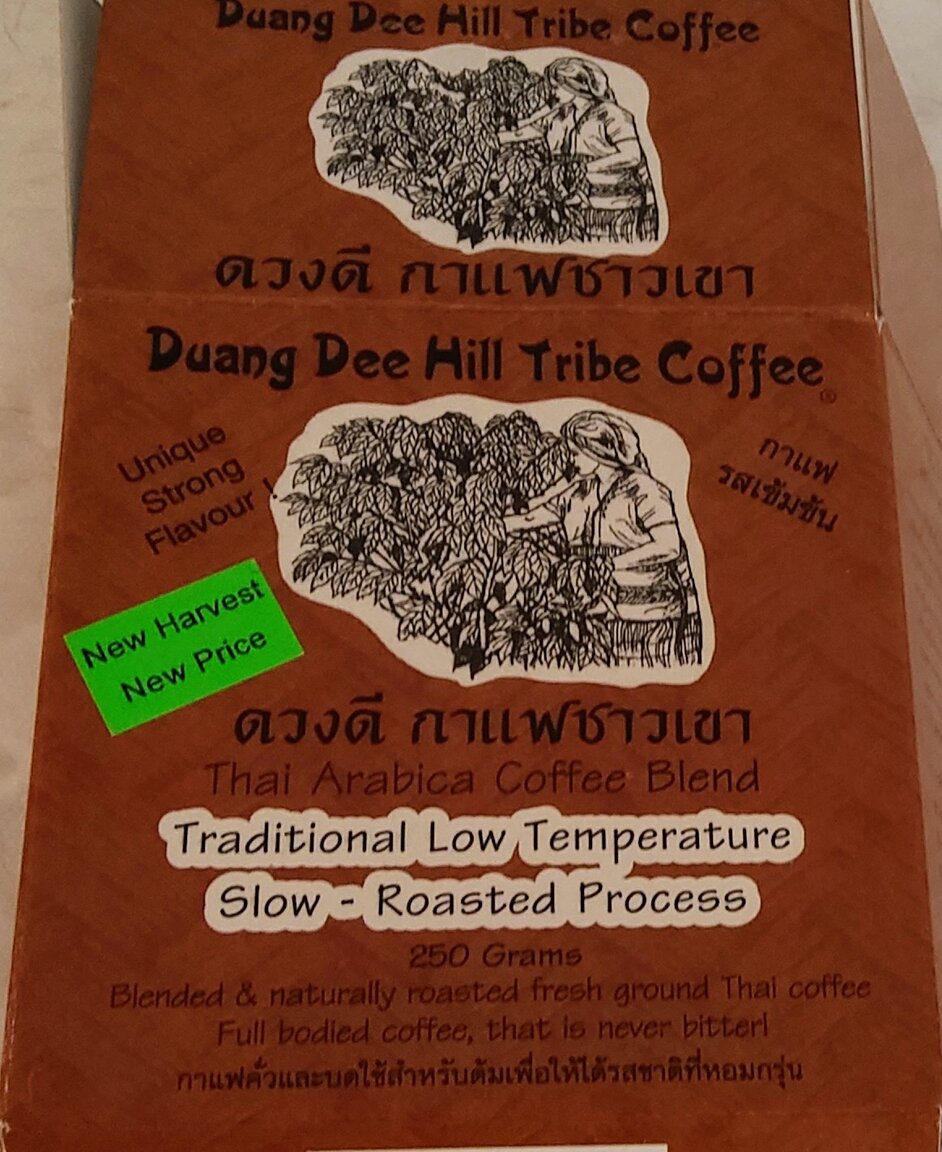 Duang Dee Hill Tribe Coffee
ดวงดี กาแฟชาวเขา
Duang Dee Hill Tribe Coffee®
Unique
Strong
Flavour !
กาแฟ
รสเข้มข้น
New Harvest
New Price
ดวงดี กาแฟชาวเขา
Thai Arabica Coffee Blend
Traditional Low Temperature
Slow - Roasted Process
250 Grams
Blended & naturally roasted fresh ground Thai coffee
Full bodied coffee, that is never bitter!
กาแฟคั่วและบดใช้สำหรับต้มเพื่อให้ได้รสชาติที่หอมกรุ่น